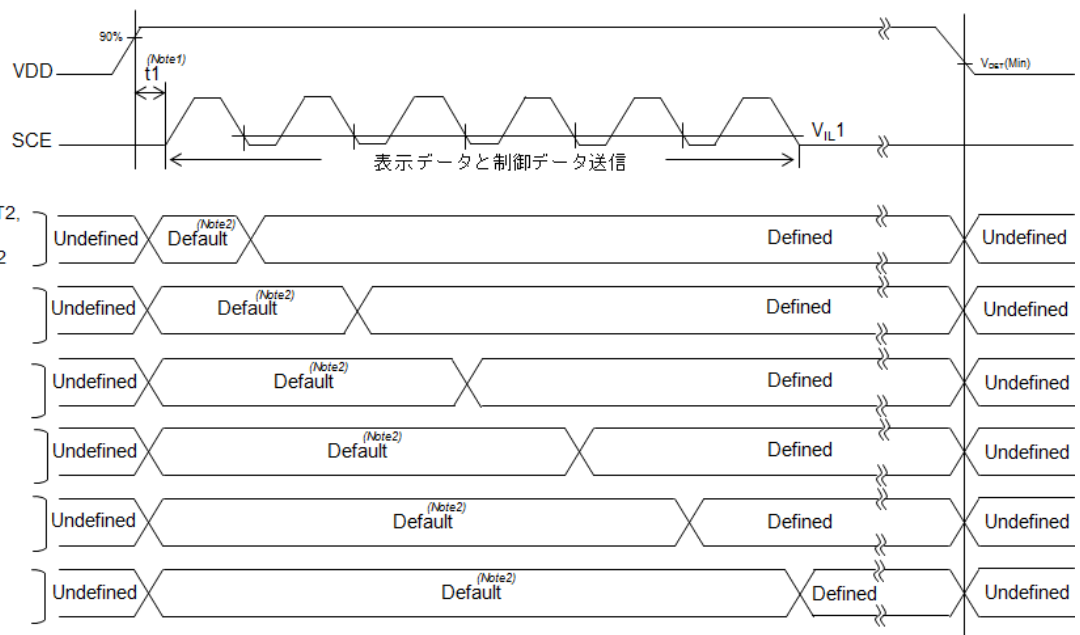 90%
(Note1)
VDD
t1
VDET(Min)
SCE
VIL1
表示データと制御データ送信
T2,
2
Undefined Default(Note2) Defined Undefined
Undefined Default(Note2) Defined Undefined
Undefined Default(Note2) Defined Undefined
Undefined Default(Note2) Defined Undefined
Undefined Default(Note2) Defined Undefined
Undefined Default(Note2) Defined Undefined